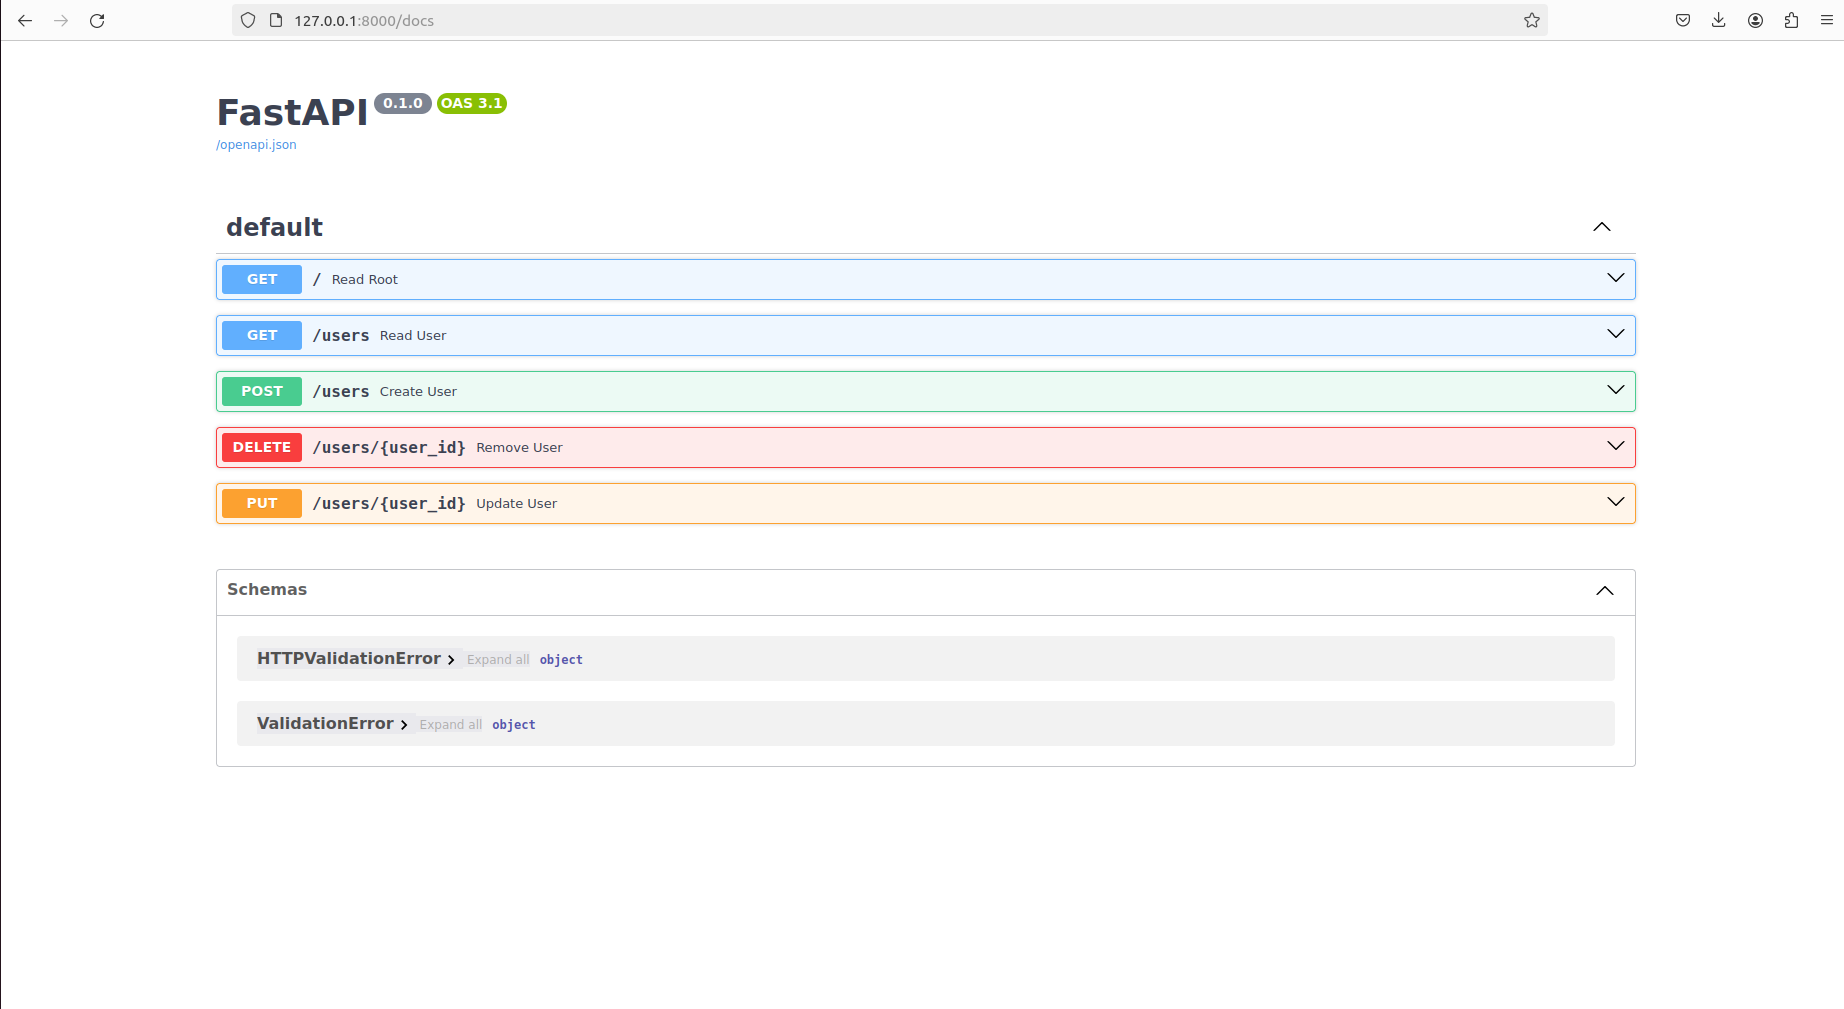 127.0.0.1:8000/docs
FastAPI 0.1.0 OAS 3.1
/openapi.json
default
GET / Read Root
GET /users Read User
POST /users Create User
DELETE /users/{user_id} Remove User
PUT /users/{user_id} Update User
Schemas
HTTPValidationError Expand all object
ValidationError Expand all object